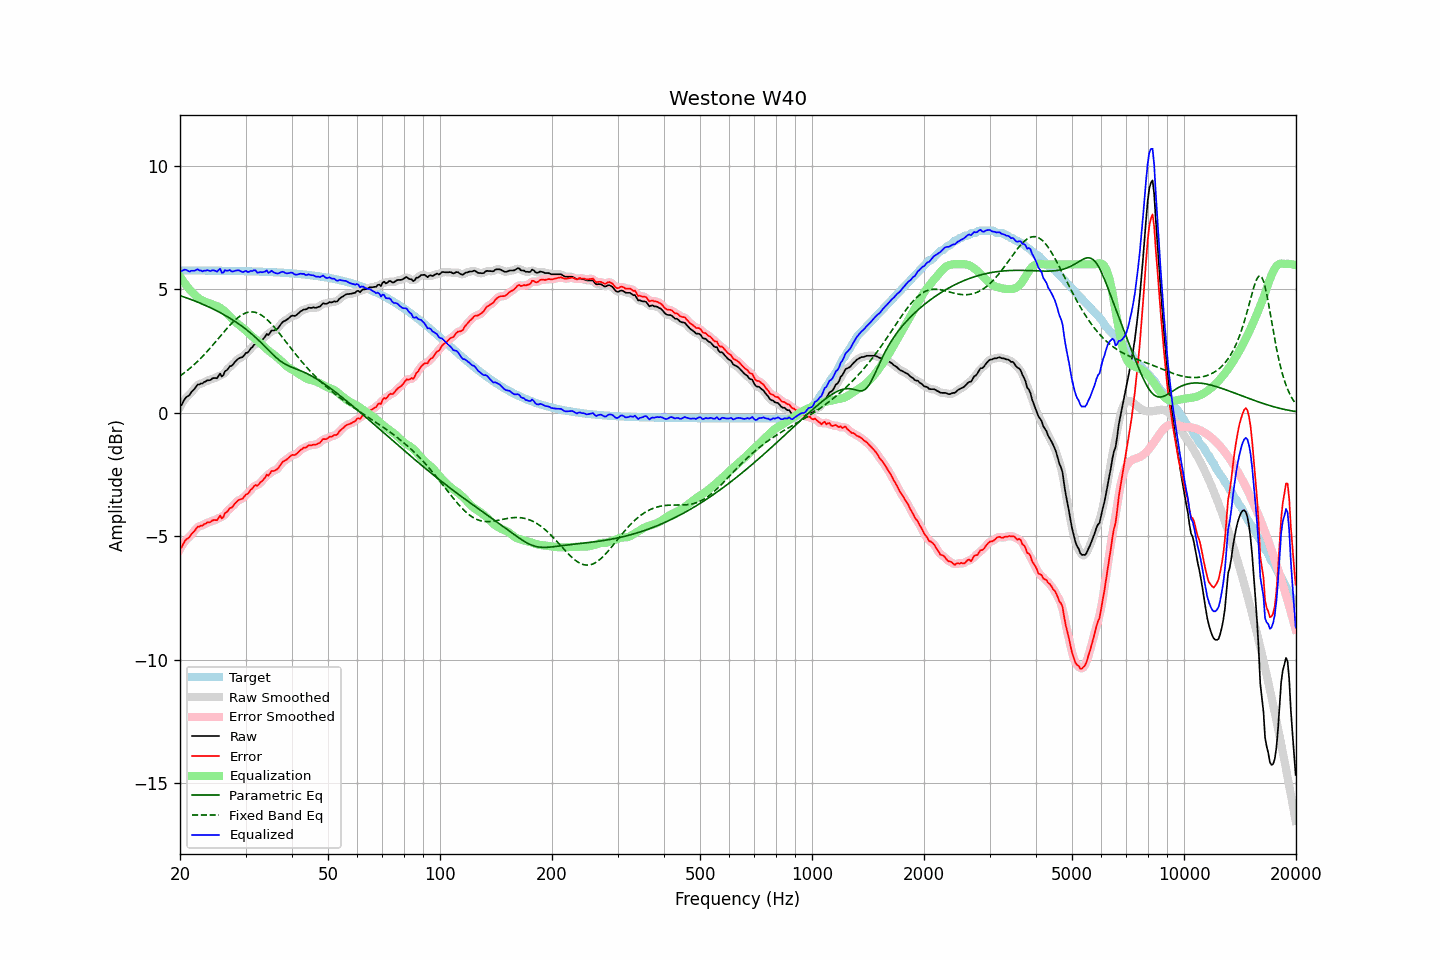 Westone W40
Amplitude (dBr)
10
5
0
−5
−10
−15
Target
Raw Smoothed
Error Smoothed
Raw
Error
Equalization
Parametric Eq
Fixed Band Eq
Equalized
20 50 100 200 500 1000 2000 5000 10000 20000
Frequency (Hz)